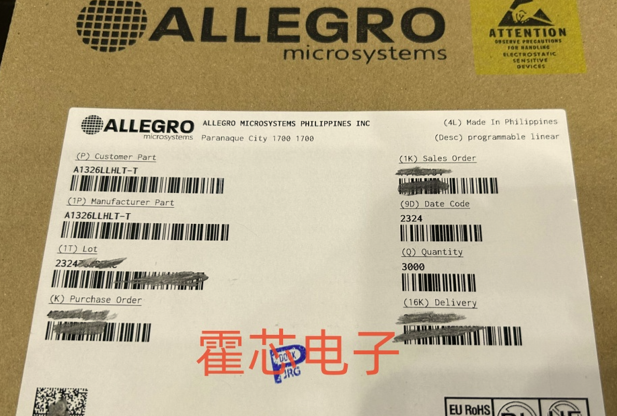 ALLEGRO
microsystems
ATTENTION
OBSERVE PRECAUTIONS
FOR HANDLING
ELECTROSTATIC
SENSITIVE
DEVICES
ALLEGRO
microsystems
ALLEGRO MICROSYSTEMS PHILIPPINES INC
Paranaque City 1700 1700
(4L) Made In Philippines
(Desc) programmable linear
(P) Customer Part
A1326LLHLT-T
(1P) Manufacturer Part
A1326LLHLT-T
(1T) Lot
2324
(K) Purchase Order
(1K) Sales Order
(9D) Date Code
2324
(Q) Quantity
3000
(16K) Delivery
霍芯电子
EU RoHS